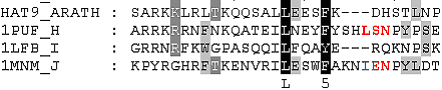 HAT9_ARATH : SARKKLRLTKQQSALLEESFK---DHSTLNP
1PUF_H : ARRKRRNFNKQATEILNEYFYSHLSNPYPSE
1LFB_I : GRRNRFKWGPASQQILFQAYE---RQKNPSK
1MNM_J : KPYRGHRFTKENVRILESWFAKNIENPYLDT
L 5